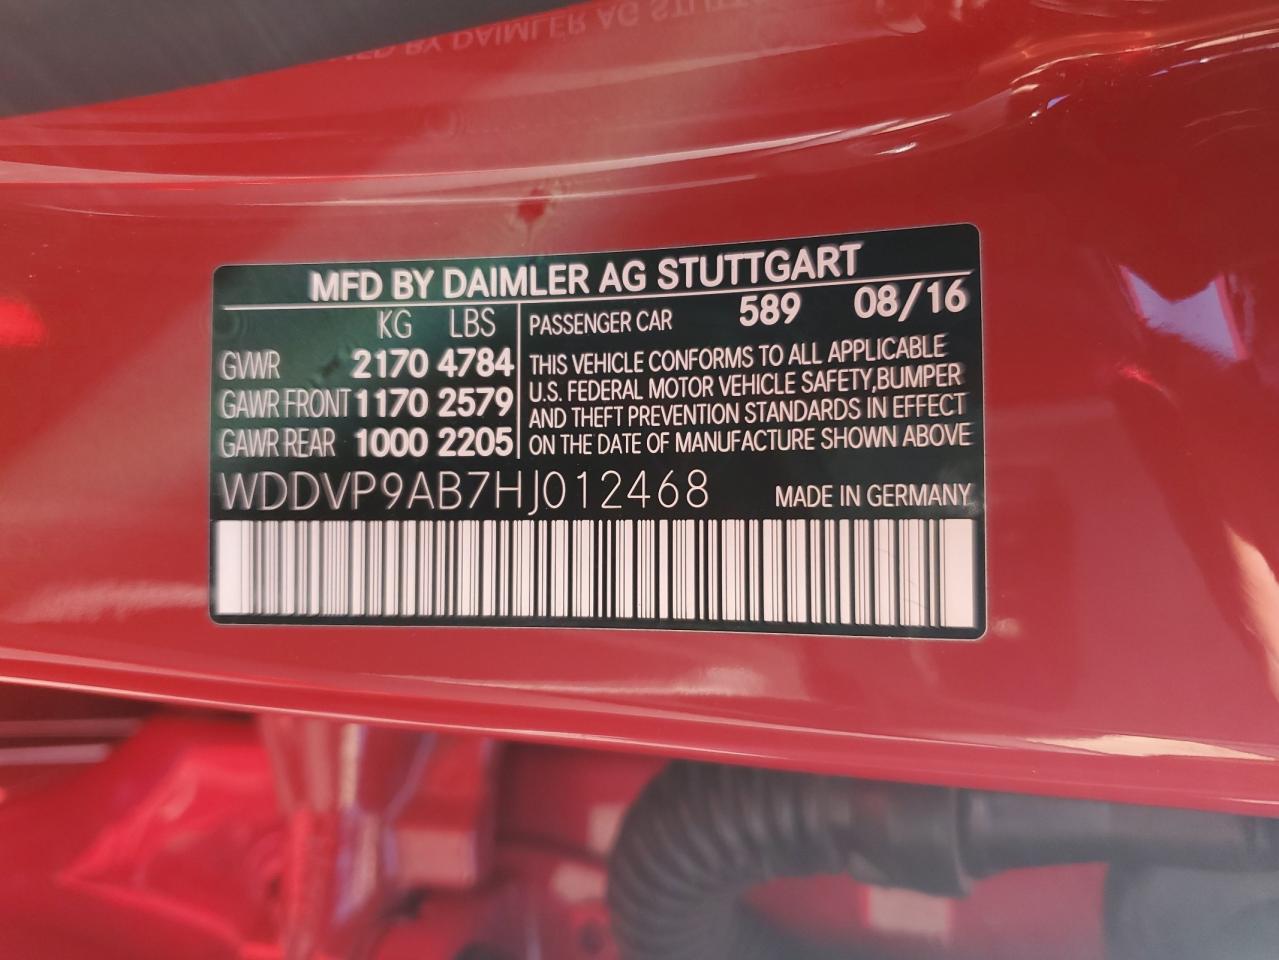 MFD BY DAIMLER AG STUTTGART
KG LBS PASSENGER CAR 589 08/16
GVWR 2170 4784
GAWR FRONT 1170 2579
GAWR REAR 1000 2205
THIS VEHICLE CONFORMS TO ALL APPLICABLE
U.S. FEDERAL MOTOR VEHICLE SAFETY,BUMPER
AND THEFT PREVENTION STANDARDS IN EFFECT
ON THE DATE OF MANUFACTURE SHOWN ABOVE
WDDVP9AB7HJ012468 MADE IN GERMANY